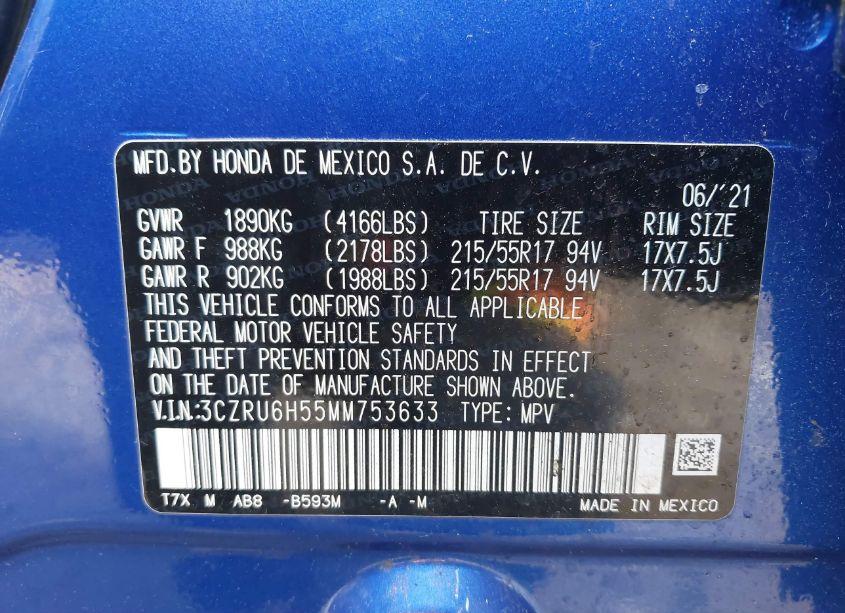 MFD.BY HONDA DE MEXICO S.A. DE C.V.
06/'21
GVWR 1890KG (4166LBS) TIRE SIZE RIM SIZE
GAWR F 988KG (2178LBS) 215/55R17 94V 17X7.5J
GAWR R 902KG (1988LBS) 215/55R17 94V 17X7.5J
THIS VEHICLE CONFORMS TO ALL APPLICABLE
FEDERAL MOTOR VEHICLE SAFETY
AND THEFT PREVENTION STANDARDS IN EFFECT
ON THE DATE OF MANUFACTURE SHOWN ABOVE.
V.I.N.:3CZRU6H55MM753633 TYPE: MPV
T7X M AB8 -B593M -A -M
MADE IN MEXICO